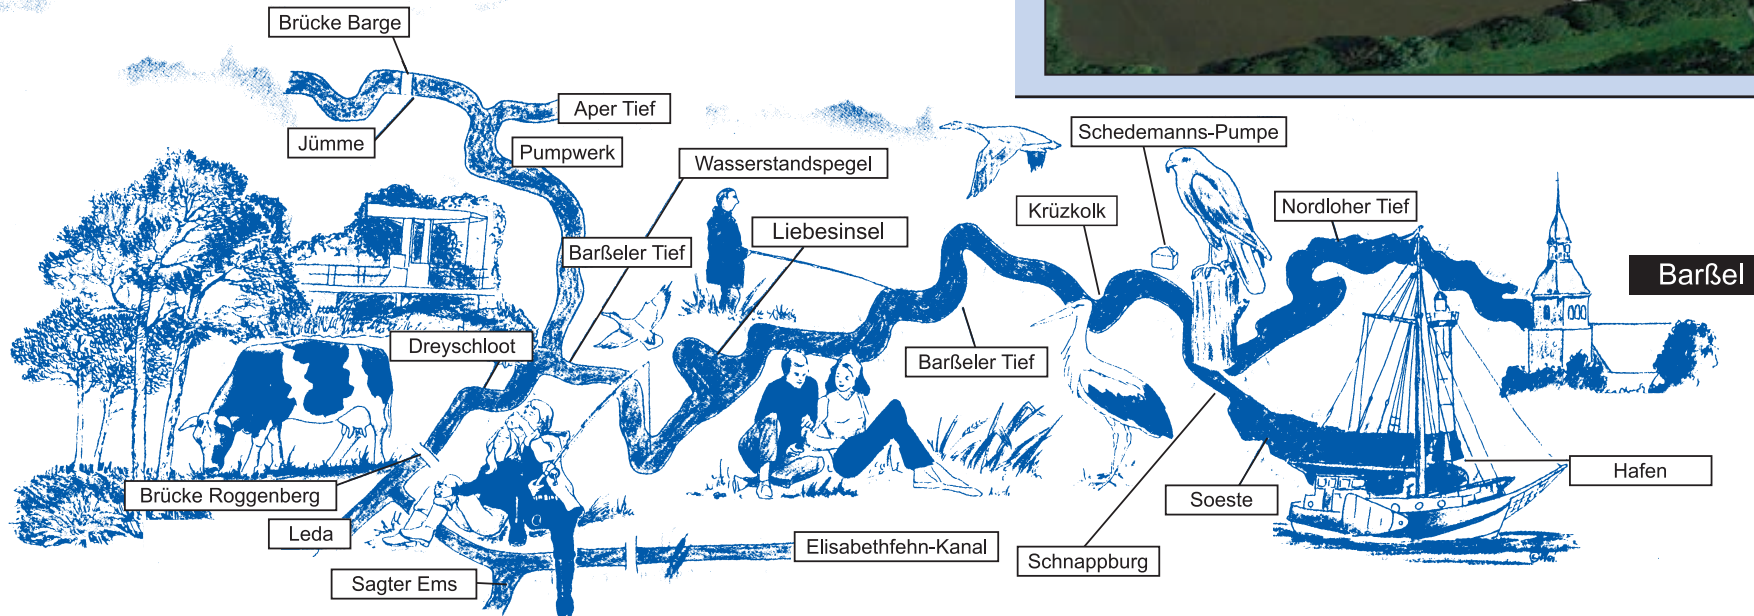 Brücke Barge
Aper Tief
Jümme
Pumpwerk
Wasserstandspegel
Schedemanns-Pumpe
Krüzkolk
Nordloher Tief
Liebesinsel
Barßeler Tief
Barßel
Dreyschloot
Barßeler Tief
Brücke Roggenberg
Hafen
Soeste
Leda
Elisabethfehn-Kanal
Schnappburg
Sagter Ems